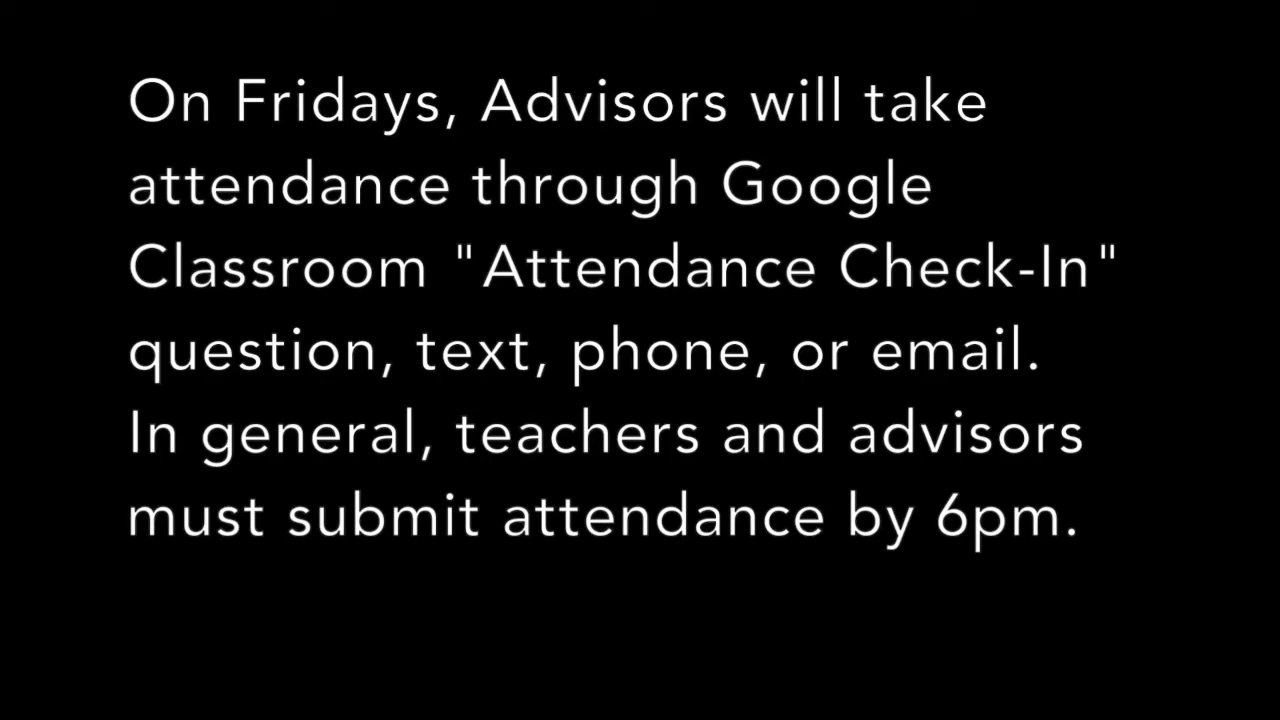 On Fridays, Advisors will take
attendance through Google
Classroom "Attendance Check-In"
question, text, phone, or email.
In general, teachers and advisors
must submit attendance by 6pm.